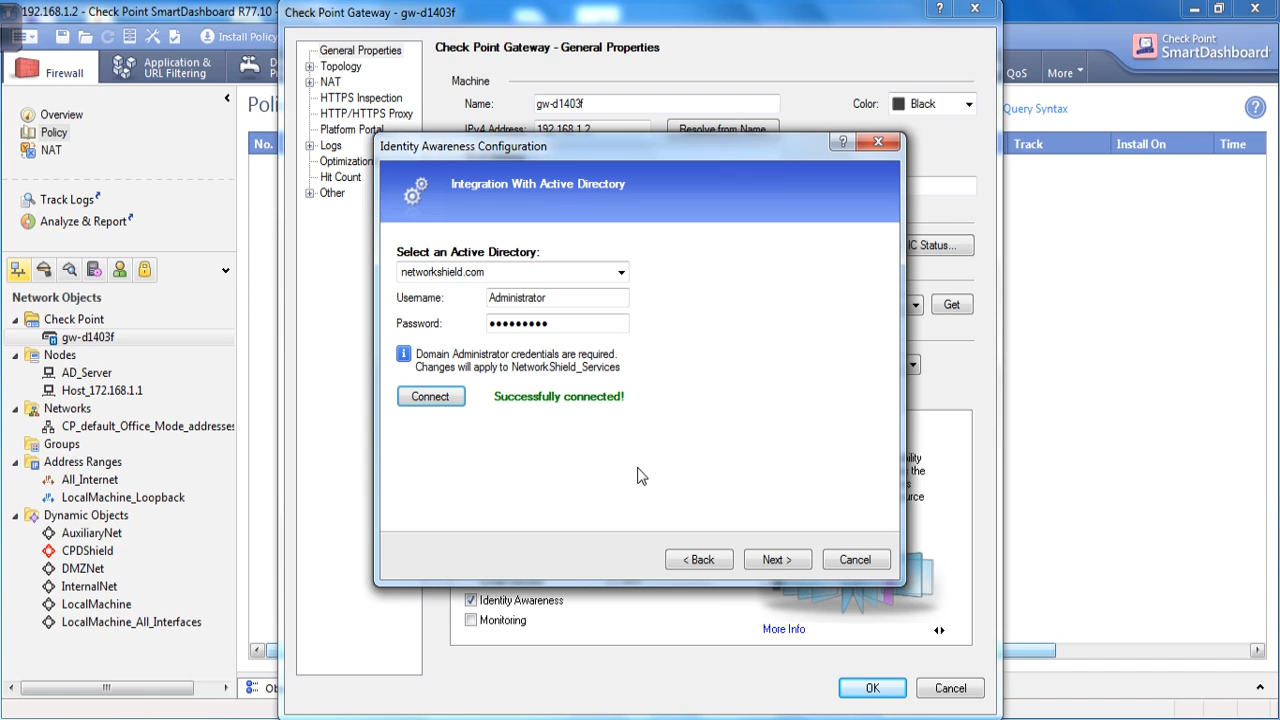 192.168.1.2 - Check Point SmartDashboard R77.10
Check Point Gateway - gw-d1403f
Install Policy
Check Point
SmartDashboard
Firewall
Application &
URL Filtering
QoS
More
Overview
Policy
NAT
Track Logs
Analyze & Report
Network Objects
Check Point
gw-d1403f
Nodes
AD_Server
Host_172.168.1.1
Networks
CP_default_Office_Mode_addresses
Groups
Address Ranges
All_Internet
LocalMachine_Loopback
Dynamic Objects
AuxiliaryNet
CPDShield
DMZNet
InternalNet
LocalMachine
LocalMachine_All_Interfaces
Query Syntax
No.
Track
Install On
Time
General Properties
Topology
NAT
HTTPS Inspection
HTTP/HTTPS Proxy
Platform Portal
Logs
Optimization
Hit Count
Other
Check Point Gateway - General Properties
Machine
Name: gw-d1403f
Color: Black
IPv4 Address: 192.168.1.2
Resolve from Name
Status...
Get
Identity Awareness Configuration
Integration With Active Directory
Select an Active Directory:
networkshield.com
Username: Administrator
Password: •••••••••
Domain Administrator credentials are required.
Changes will apply to NetworkShield_Services
Connect Successfully connected!
< Back Next > Cancel
Identity Awareness
Monitoring
More Info
OK Cancel